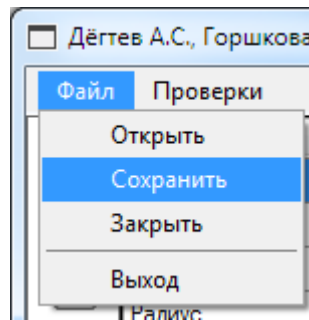 Дёгтев А.С., Горшкова
Файл Проверки
Открыть
Сохранить
Закрыть
Выход
Радиус